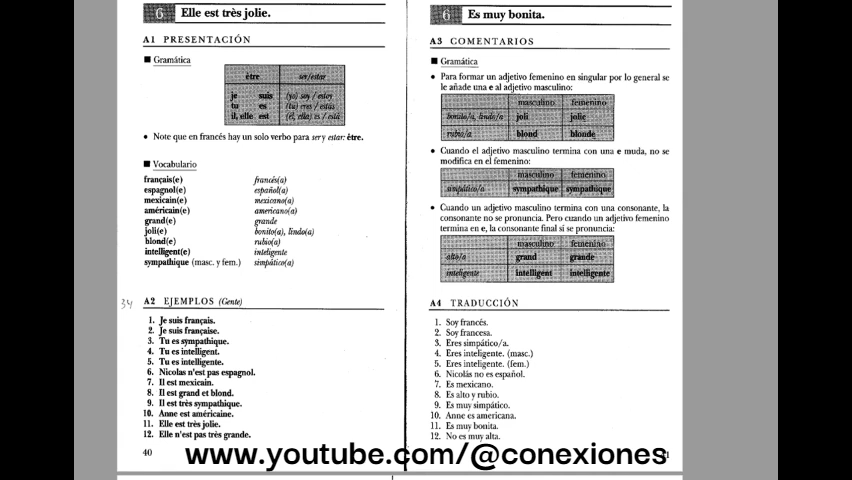 6 Elle est très jolie.
A1 PRESENTACIÓN
■ Gramática
être ser/estar
je suis (yo) soy / estoy
tu es (tú) eres / estás
il, elle est (él, ella) es / está
• Note que en francés hay un solo verbo para ser y estar: être.
■ Vocabulario
français(e) francés(a)
espagnol(e) español(a)
mexicain(e) mexicano(a)
américain(e) americano(a)
grand(e) grande
joli(e) bonito(a), lindo(a)
blond(e) rubio(a)
intelligent(e) inteligente
sympathique (masc. y fem.) simpático(a)
34 A2 EJEMPLOS (Gente)
1. Je suis français.
2. Je suis française.
3. Tu es sympathique.
4. Tu es intelligent.
5. Tu es intelligente.
6. Nicolas n'est pas espagnol.
7. Il est mexicain.
8. Il est grand et blond.
9. Il est très sympathique.
10. Anne est américaine.
11. Elle est très jolie.
12. Elle n'est pas très grande.
40
6 Es muy bonita.
A3 COMENTARIOS
■ Gramática
• Para formar un adjetivo femenino en singular por lo general se
le añade una e al adjetivo masculino:
masculino femenino
bonito/a, lindo/a joli jolie
rubio/a blond blonde
• Cuando el adjetivo masculino termina con una e muda, no se
modifica en el femenino:
masculino femenino
simpático/a sympathique sympathique
• Cuando un adjetivo masculino termina con una consonante, la
consonante no se pronuncia. Pero cuando un adjetivo femenino
termina en e, la consonante final sí se pronuncia:
masculino femenino
alto/a grand grande
inteligente intelligent intelligente
A4 TRADUCCIÓN
1. Soy francés.
2. Soy francesa.
3. Eres simpático/a.
4. Eres inteligente. (masc.)
5. Eres inteligente. (fem.)
6. Nicolás no es español.
7. Es mexicano.
8. Es alto y rubio.
9. Es muy simpático.
10. Anne es americana.
11. Es muy bonita.
12. No es muy alta.
www.youtube.com/@conexiones